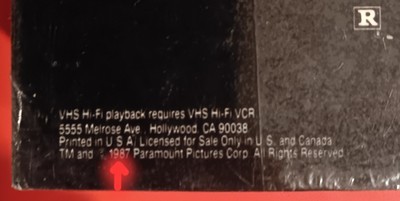 R
VHS Hi-Fi playback requires VHS Hi-Fi VCR.
5555 Melrose Ave., Hollywood, CA 90038
Printed in U.S.A. Licensed for Sale Only in U.S. and Canada
TM and © 1987 Paramount Pictures Corp. All Rights Reserved.